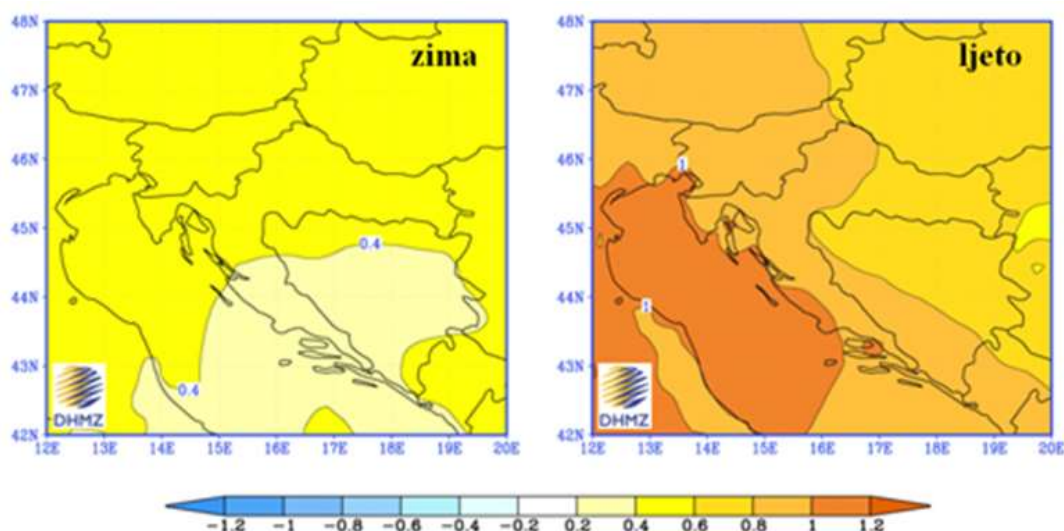 48N
47N
46N
45N
44N
43N
42N
12E 13E 14E 15E 16E 17E 18E 19E 20E
zima
0.4
0.4
DHMZ
48N
47N
46N
45N
44N
43N
42N
12E 13E 14E 15E 16E 17E 18E 19E 20E
ljeto
1
1
DHMZ
-1.2 -1 -0.8 -0.6 -0.4 -0.2 0.2 0.4 0.6 0.8 1 1.2